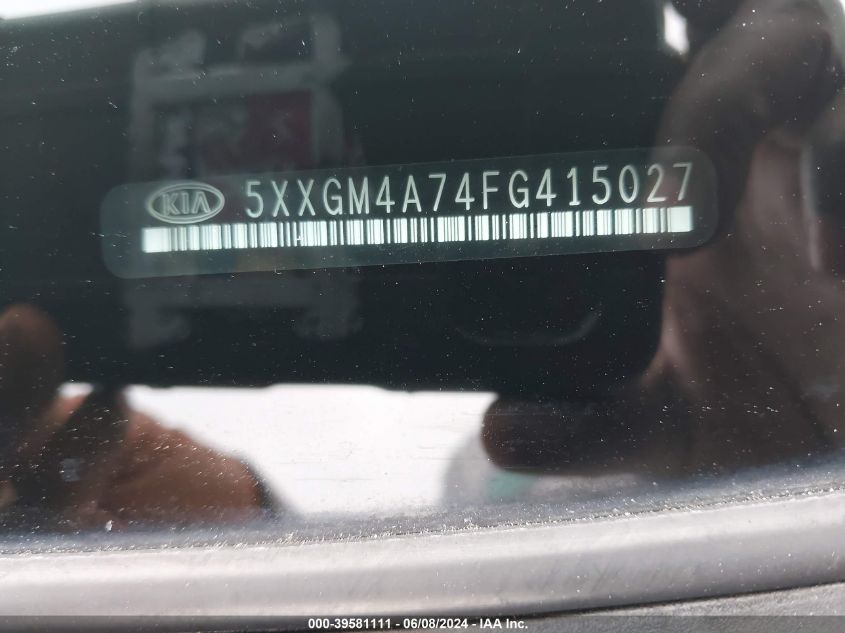 KIA 5XXGM4A74FG415027
000-39581111 - 06/08/2024 - IAA Inc.